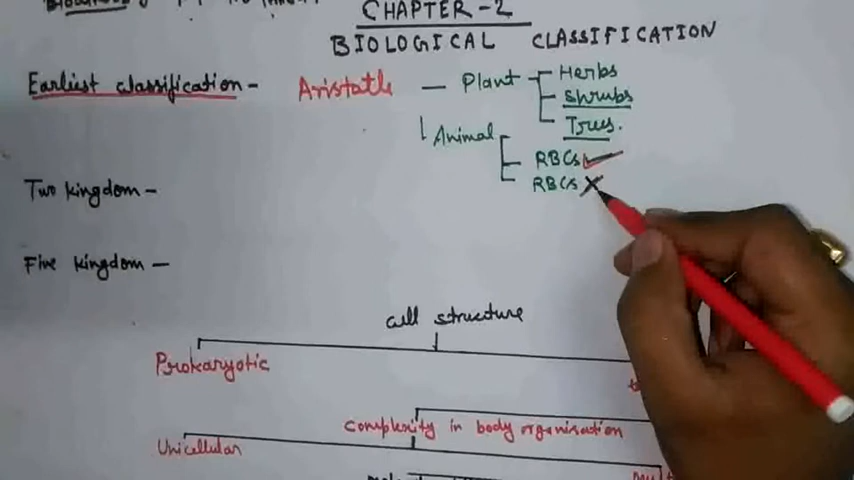 CHAPTER-2
BIOLOGICAL CLASSIFICATION
Earliest classification - Aristatle — Plant Herbs
Shrubs
Trees.
Animal
RBCs ✓
RBCs ✗
Two kingdom -
Five kingdom -
Cell structure
Prokaryotic
Complexity in body organisation
Unicellular